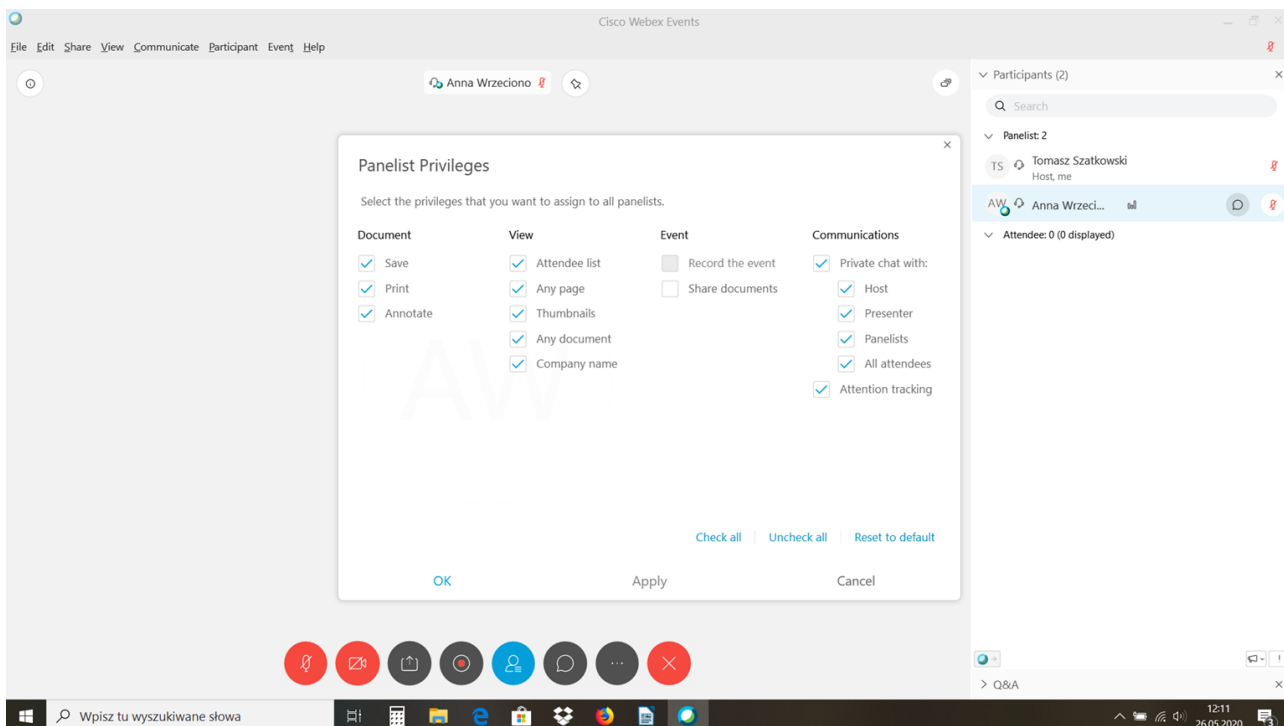 Cisco Webex Events
File Edit Share View Communicate Participant Event Help
Anna Wrzeciono
Participants (2)
Search
Panelist: 2
TS Tomasz Szatkowski
Host, me
AW Anna Wrzeci...
Attendee: 0 (0 displayed)
Panelist Privileges
Select the privileges that you want to assign to all panelists.
Document View Event Communications
Save Attendee list Record the event Private chat with:
Print Any page Share documents Host
Annotate Thumbnails Presenter
Any document Panelists
Company name All attendees
Attention tracking
AW
Check all Uncheck all Reset to default
OK Apply Cancel
Q&A
Wpisz tu wyszukiwane słowa
12:11
26.05.2020